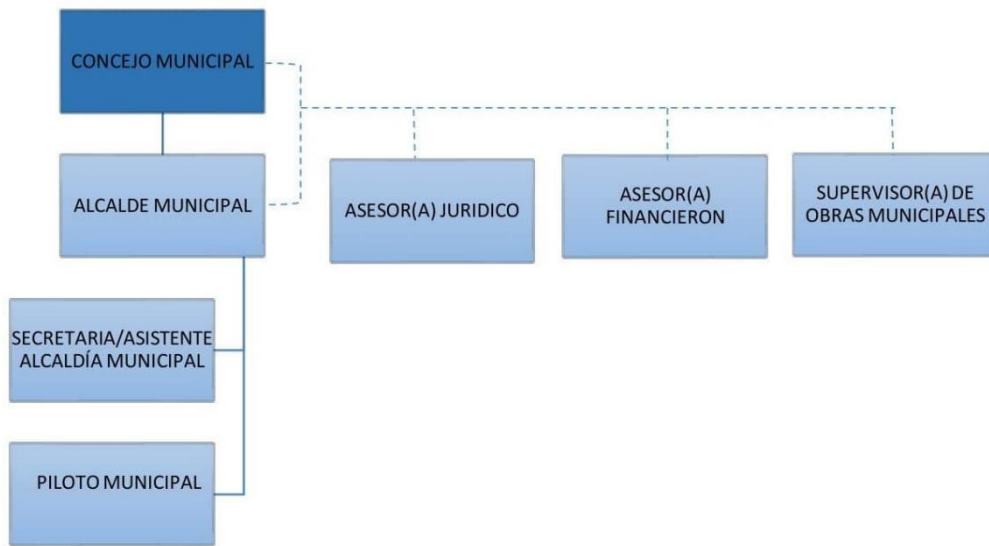 CONCEJO MUNICIPAL
ALCALDE MUNICIPAL
ASESOR(A) JURIDICO
ASESOR(A)
FINANCIERON
SUPERVISOR(A) DE
OBRAS MUNICIPALES
SECRETARIA/ASISTENTE
ALCALDÍA MUNICIPAL
PILOTO MUNICIPAL